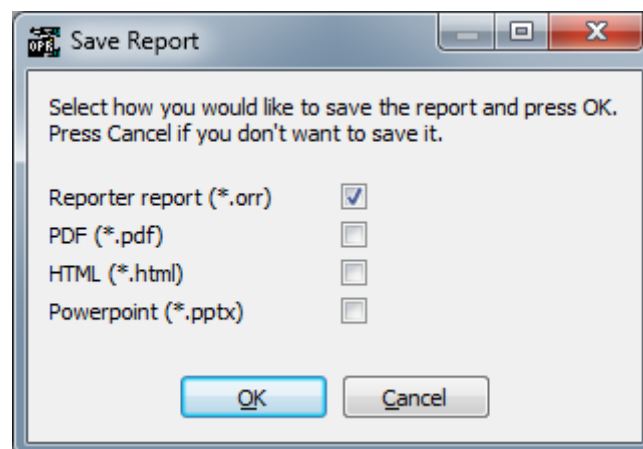 OPR
Save Report
Select how you would like to save the report and press OK.
Press Cancel if you don't want to save it.
Reporter report (*.orr)
PDF (*.pdf)
HTML (*.html)
Powerpoint (*.pptx)
OK
Cancel